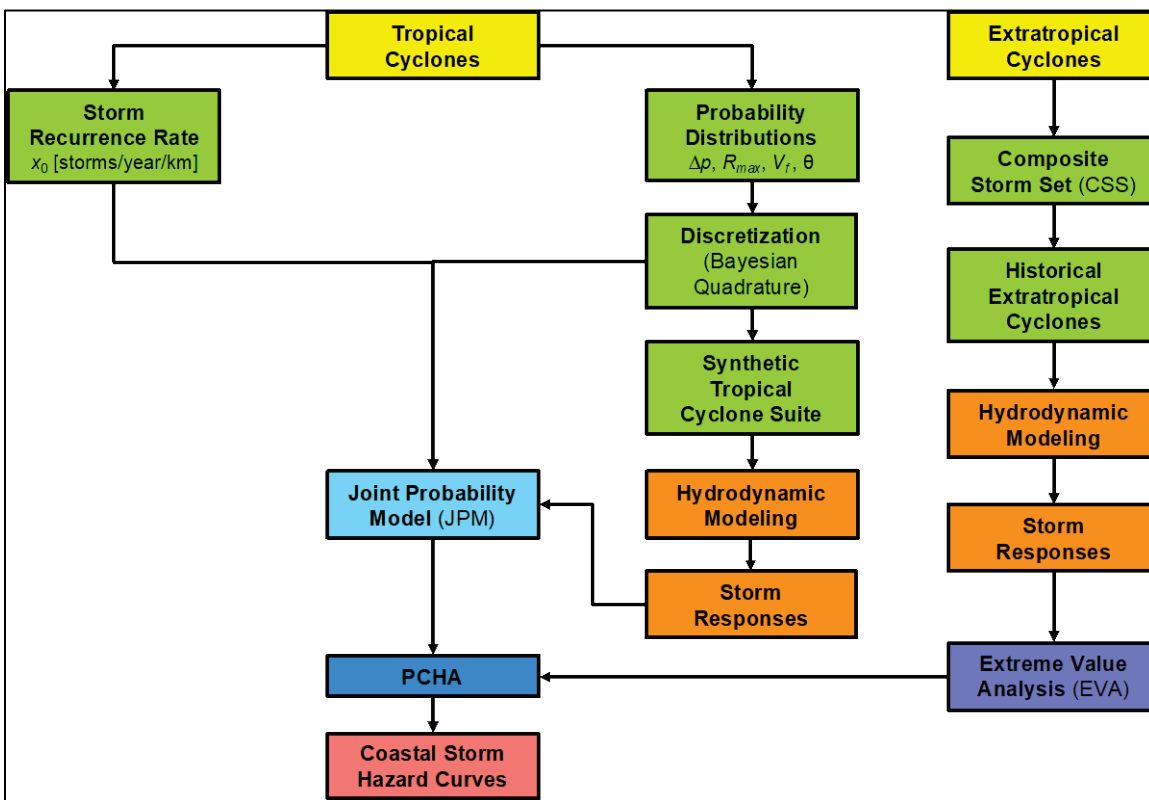 Tropical
Cyclones
Extratropical
Cyclones
Storm
Recurrence Rate
x₀ [storms/year/km]
Probability
Distributions
Δp, Rmax, Vf, θ
Composite
Storm Set (CSS)
Discretization
(Bayesian
Quadrature)
Historical
Extratropical
Cyclones
Synthetic
Tropical
Cyclone Suite
Hydrodynamic
Modeling
Joint Probability
Model (JPM)
Hydrodynamic
Modeling
Storm
Responses
Storm
Responses
PCHA
Extreme Value
Analysis (EVA)
Coastal Storm
Hazard Curves